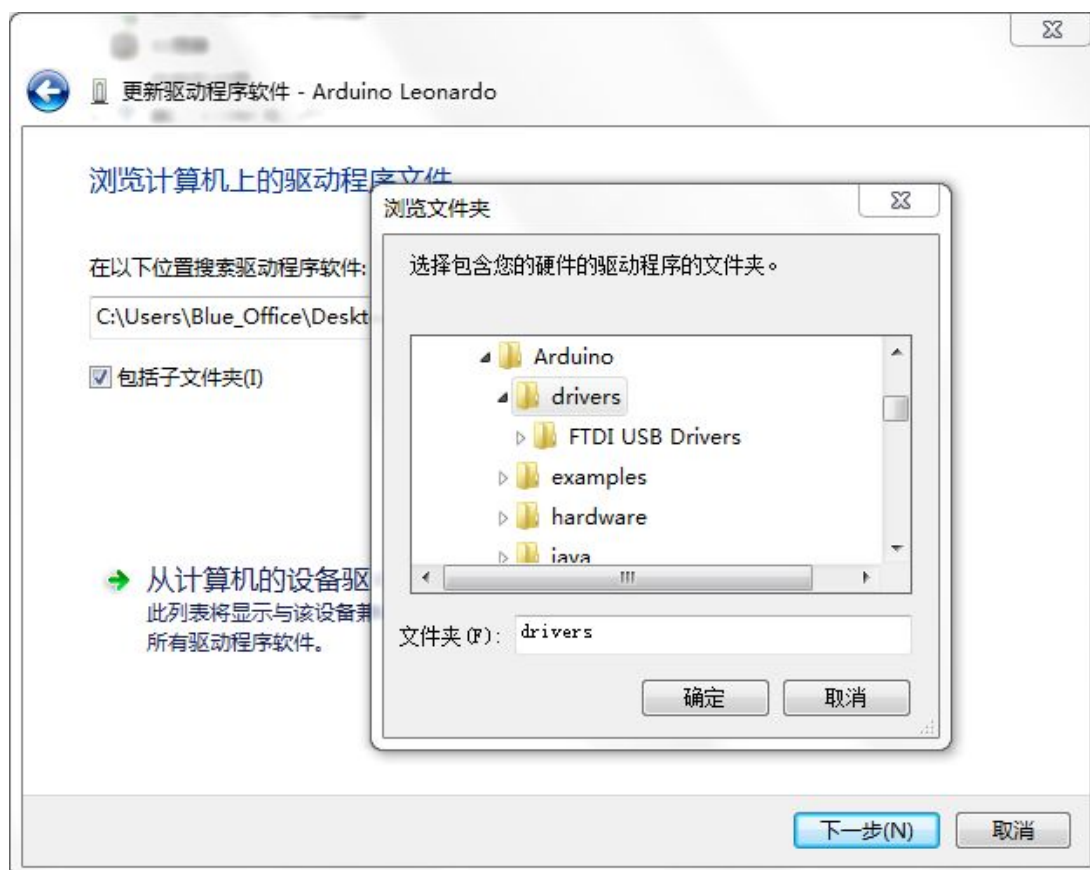 更新驱动程序软件 - Arduino Leonardo
浏览计算机上的驱动程序文件
在以下位置搜索驱动程序软件:
C:\Users\Blue_Office\Deskt
包括子文件夹(I)
从计算机的设备驱
此列表将显示与该设备兼
所有驱动程序软件。
浏览文件夹
选择包含您的硬件的驱动程序的文件夹。
Arduino
drivers
FTDI USB Drivers
examples
hardware
java
文件夹(F):
drivers
确定
取消
下一步(N)
取消